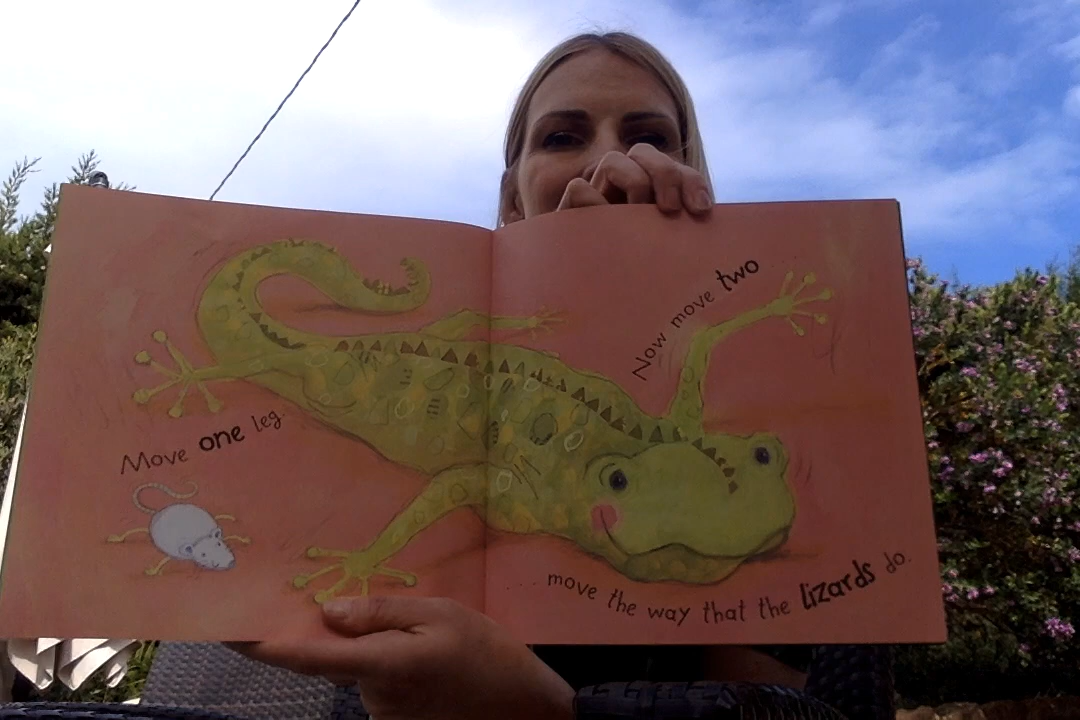 Move one leg.
Now move two
...move the way that the lizards do.